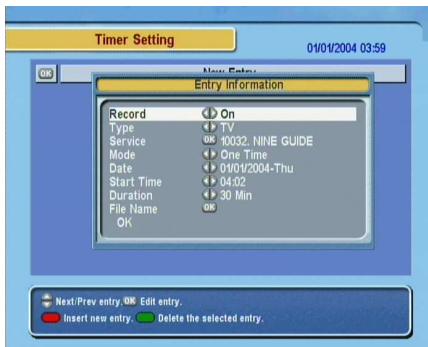 Timer Setting
01/01/2004 03:59
OK New Entry
Entry Information
Record On
Type TV
Service OK 10032. NINE GUIDE
Mode One Time
Date 01/01/2004-Thu
Start Time 04:02
Duration 30 Min
File Name OK
OK
Next/Prev entry, OK Edit entry.
Insert new entry. Delete the selected entry.